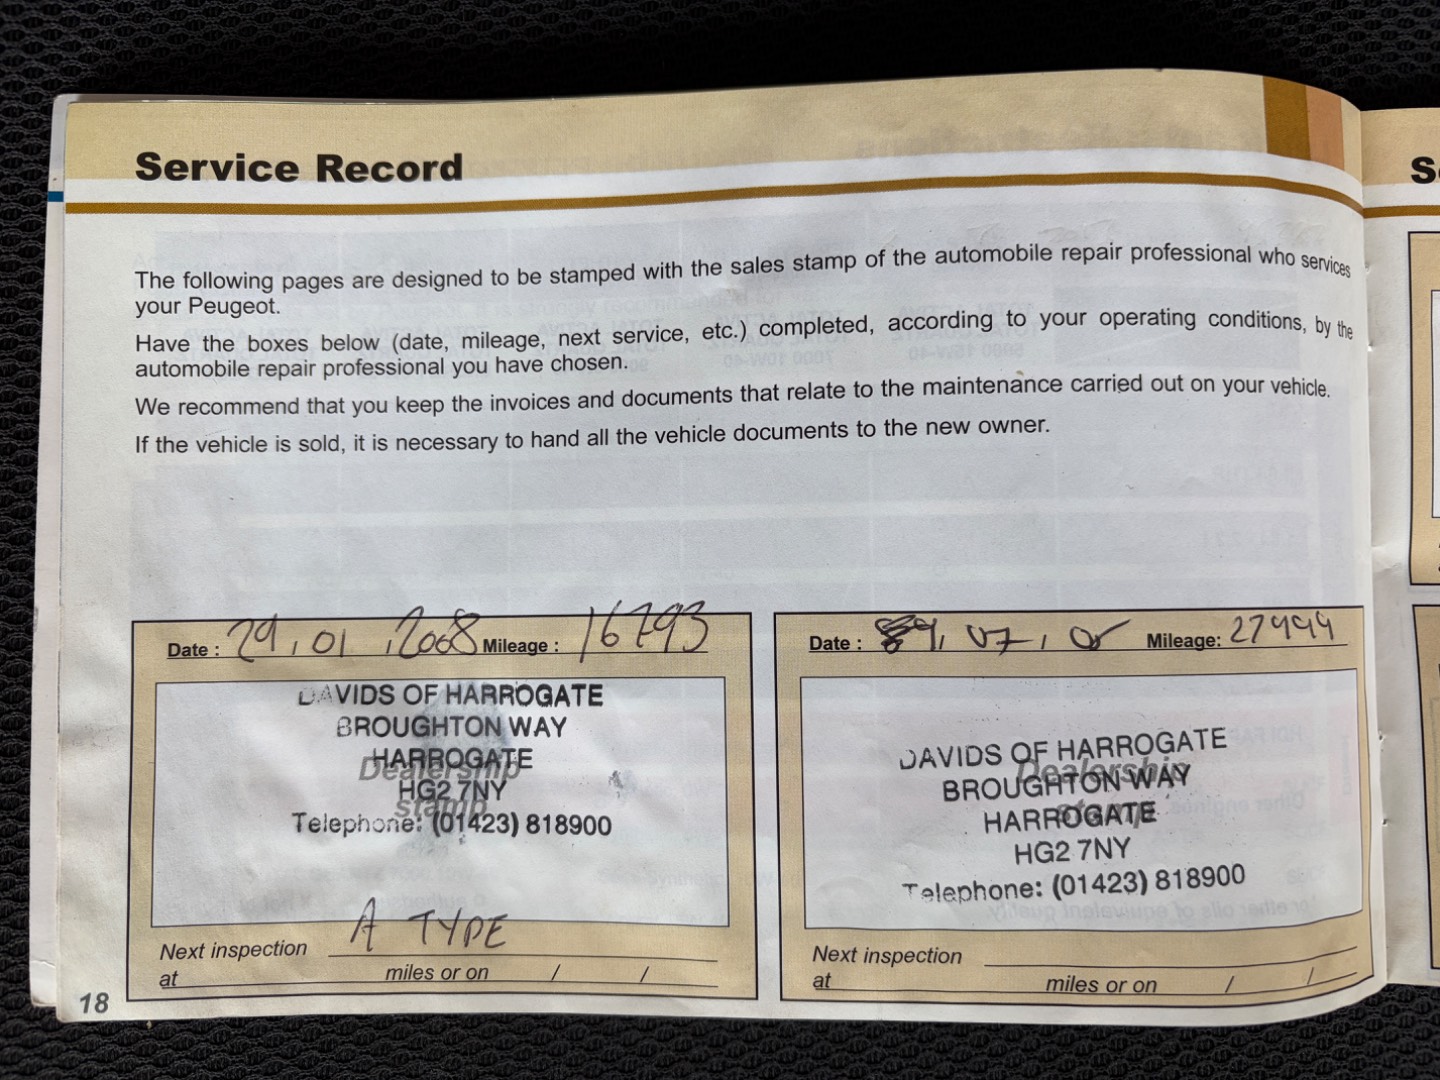 Service Record
The following pages are designed to be stamped with the sales stamp of the automobile repair professional who services
your Peugeot.
Have the boxes below (date, mileage, next service, etc.) completed, according to your operating conditions, by the
automobile repair professional you have chosen.
We recommend that you keep the invoices and documents that relate to the maintenance carried out on your vehicle.
If the vehicle is sold, it is necessary to hand all the vehicle documents to the new owner.
Date : 29 , 01 , 2008 Mileage : 16793
DAVIDS OF HARROGATE
BROUGHTON WAY
HARROGATE
Dealership
HG2 7NY
stamp
Telephone: (01423) 818900
A TYPE
Next inspection
at miles or on / /
Date : 07 , Mileage:
DAVIDS OF HARROGATE
Dealership
BROUGHTON WAY
stamp
HARROGATE
HG2 7NY
Telephone: (01423) 818900
Next inspection
at miles or on / /
18